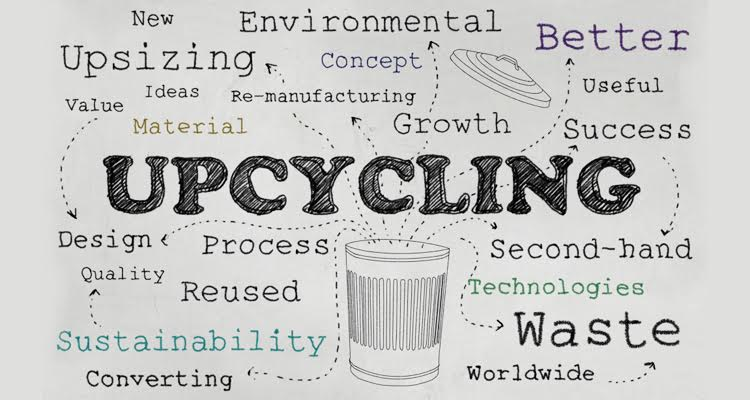 New
Environmental
Better
Upsizing
Concept
Ideas
Re-manufacturing
Useful
Value
Material
Growth
Success
UPCYCLING
Design
Process
Second-hand
Quality
Reused
Technologies
Sustainability
Waste
Converting
Worldwide